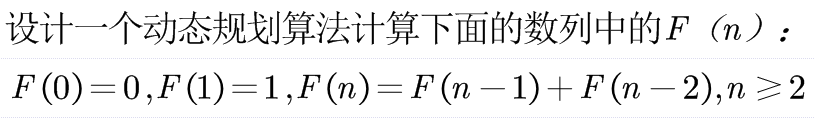 设计一个动态规划算法计算下面的数列中的F（n）：
F(0)=0,F(1)=1,F(n)=F(n−1)+F(n−2),n⩾2